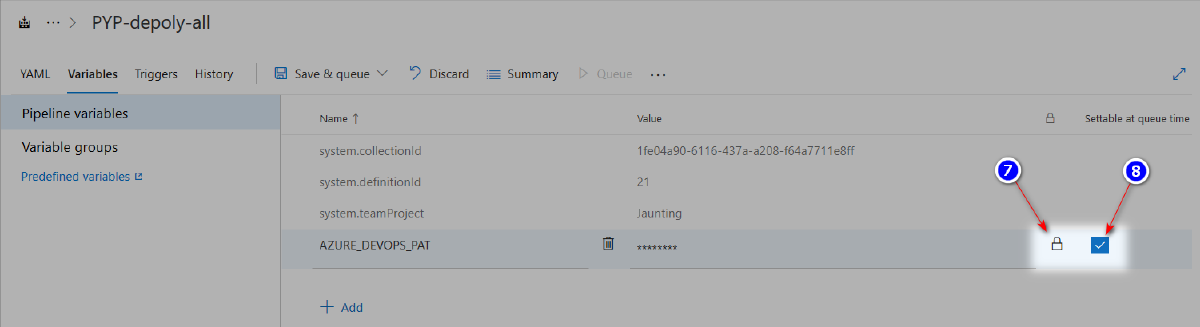 ··· > PYP-depoly-all
YAML Variables Triggers History Save & queue Discard Summary Queue ···
Pipeline variables
Variable groups
Predefined variables
Name ↑ Value Settable at queue time
system.collectionId 1fe04a90-6116-437a-a208-f64a7711e8ff
system.definitionId 21
system.teamProject Jaunting
7 8
AZURE_DEVOPS_PAT ********
+ Add